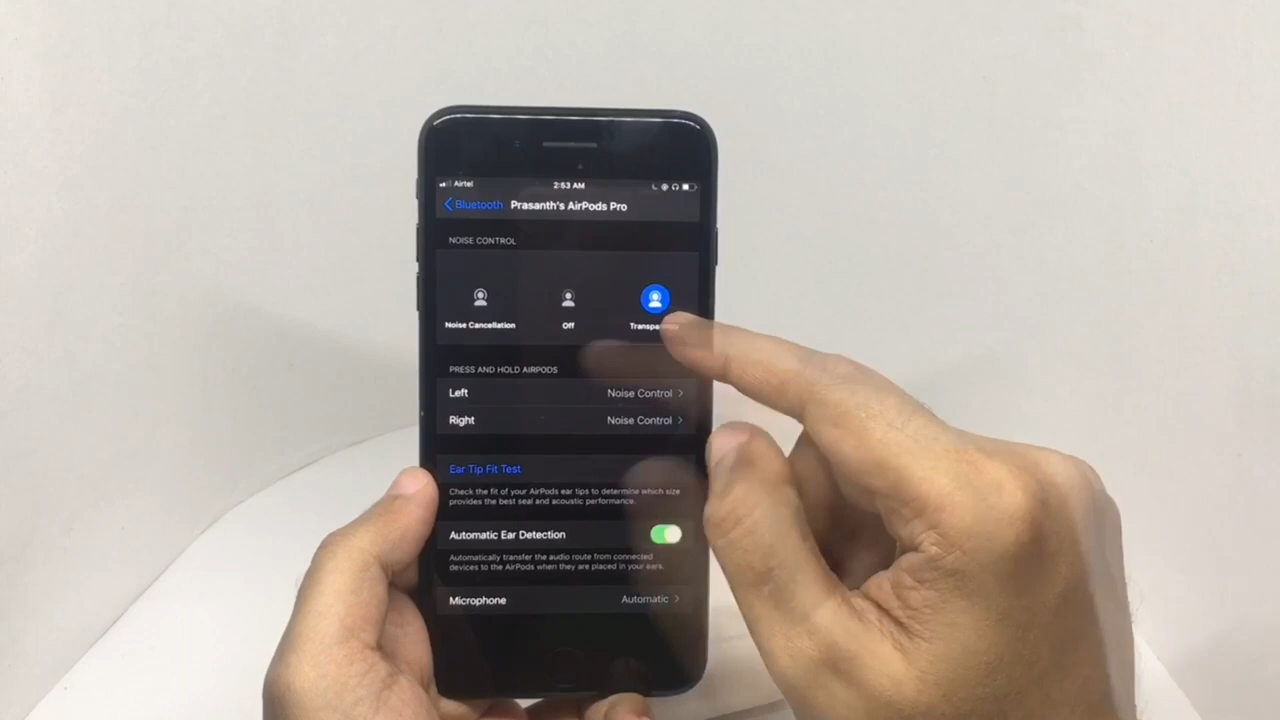 Airtel 2:53 AM
Bluetooth Prasanth's AirPods Pro
NOISE CONTROL
Noise Cancellation Off
PRESS AND HOLD AIRPODS
Left Noise Control
Right Noise Control
Ear Tip Fit Test
Check the fit of your AirPods ear tips to determine which size
provides the best seal and acoustic performance.
Automatic Ear Detection
Automatically transfer the audio route from connected
devices to the AirPods when they are placed in your ears.
Microphone Automatic